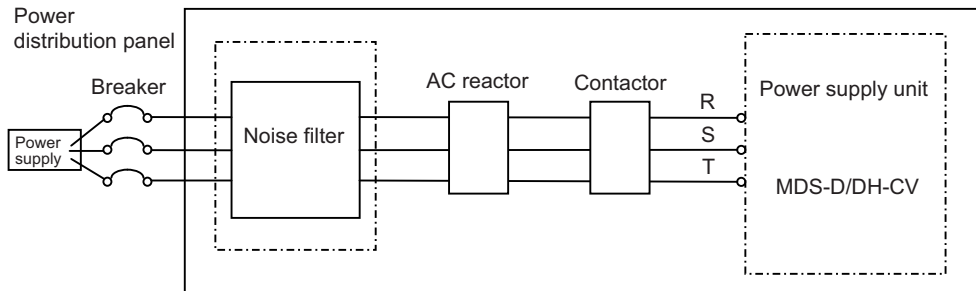 Power
distribution panel
Breaker
Power
supply
Noise filter
AC reactor
Contactor
R
S
T
Power supply unit
MDS-D/DH-CV